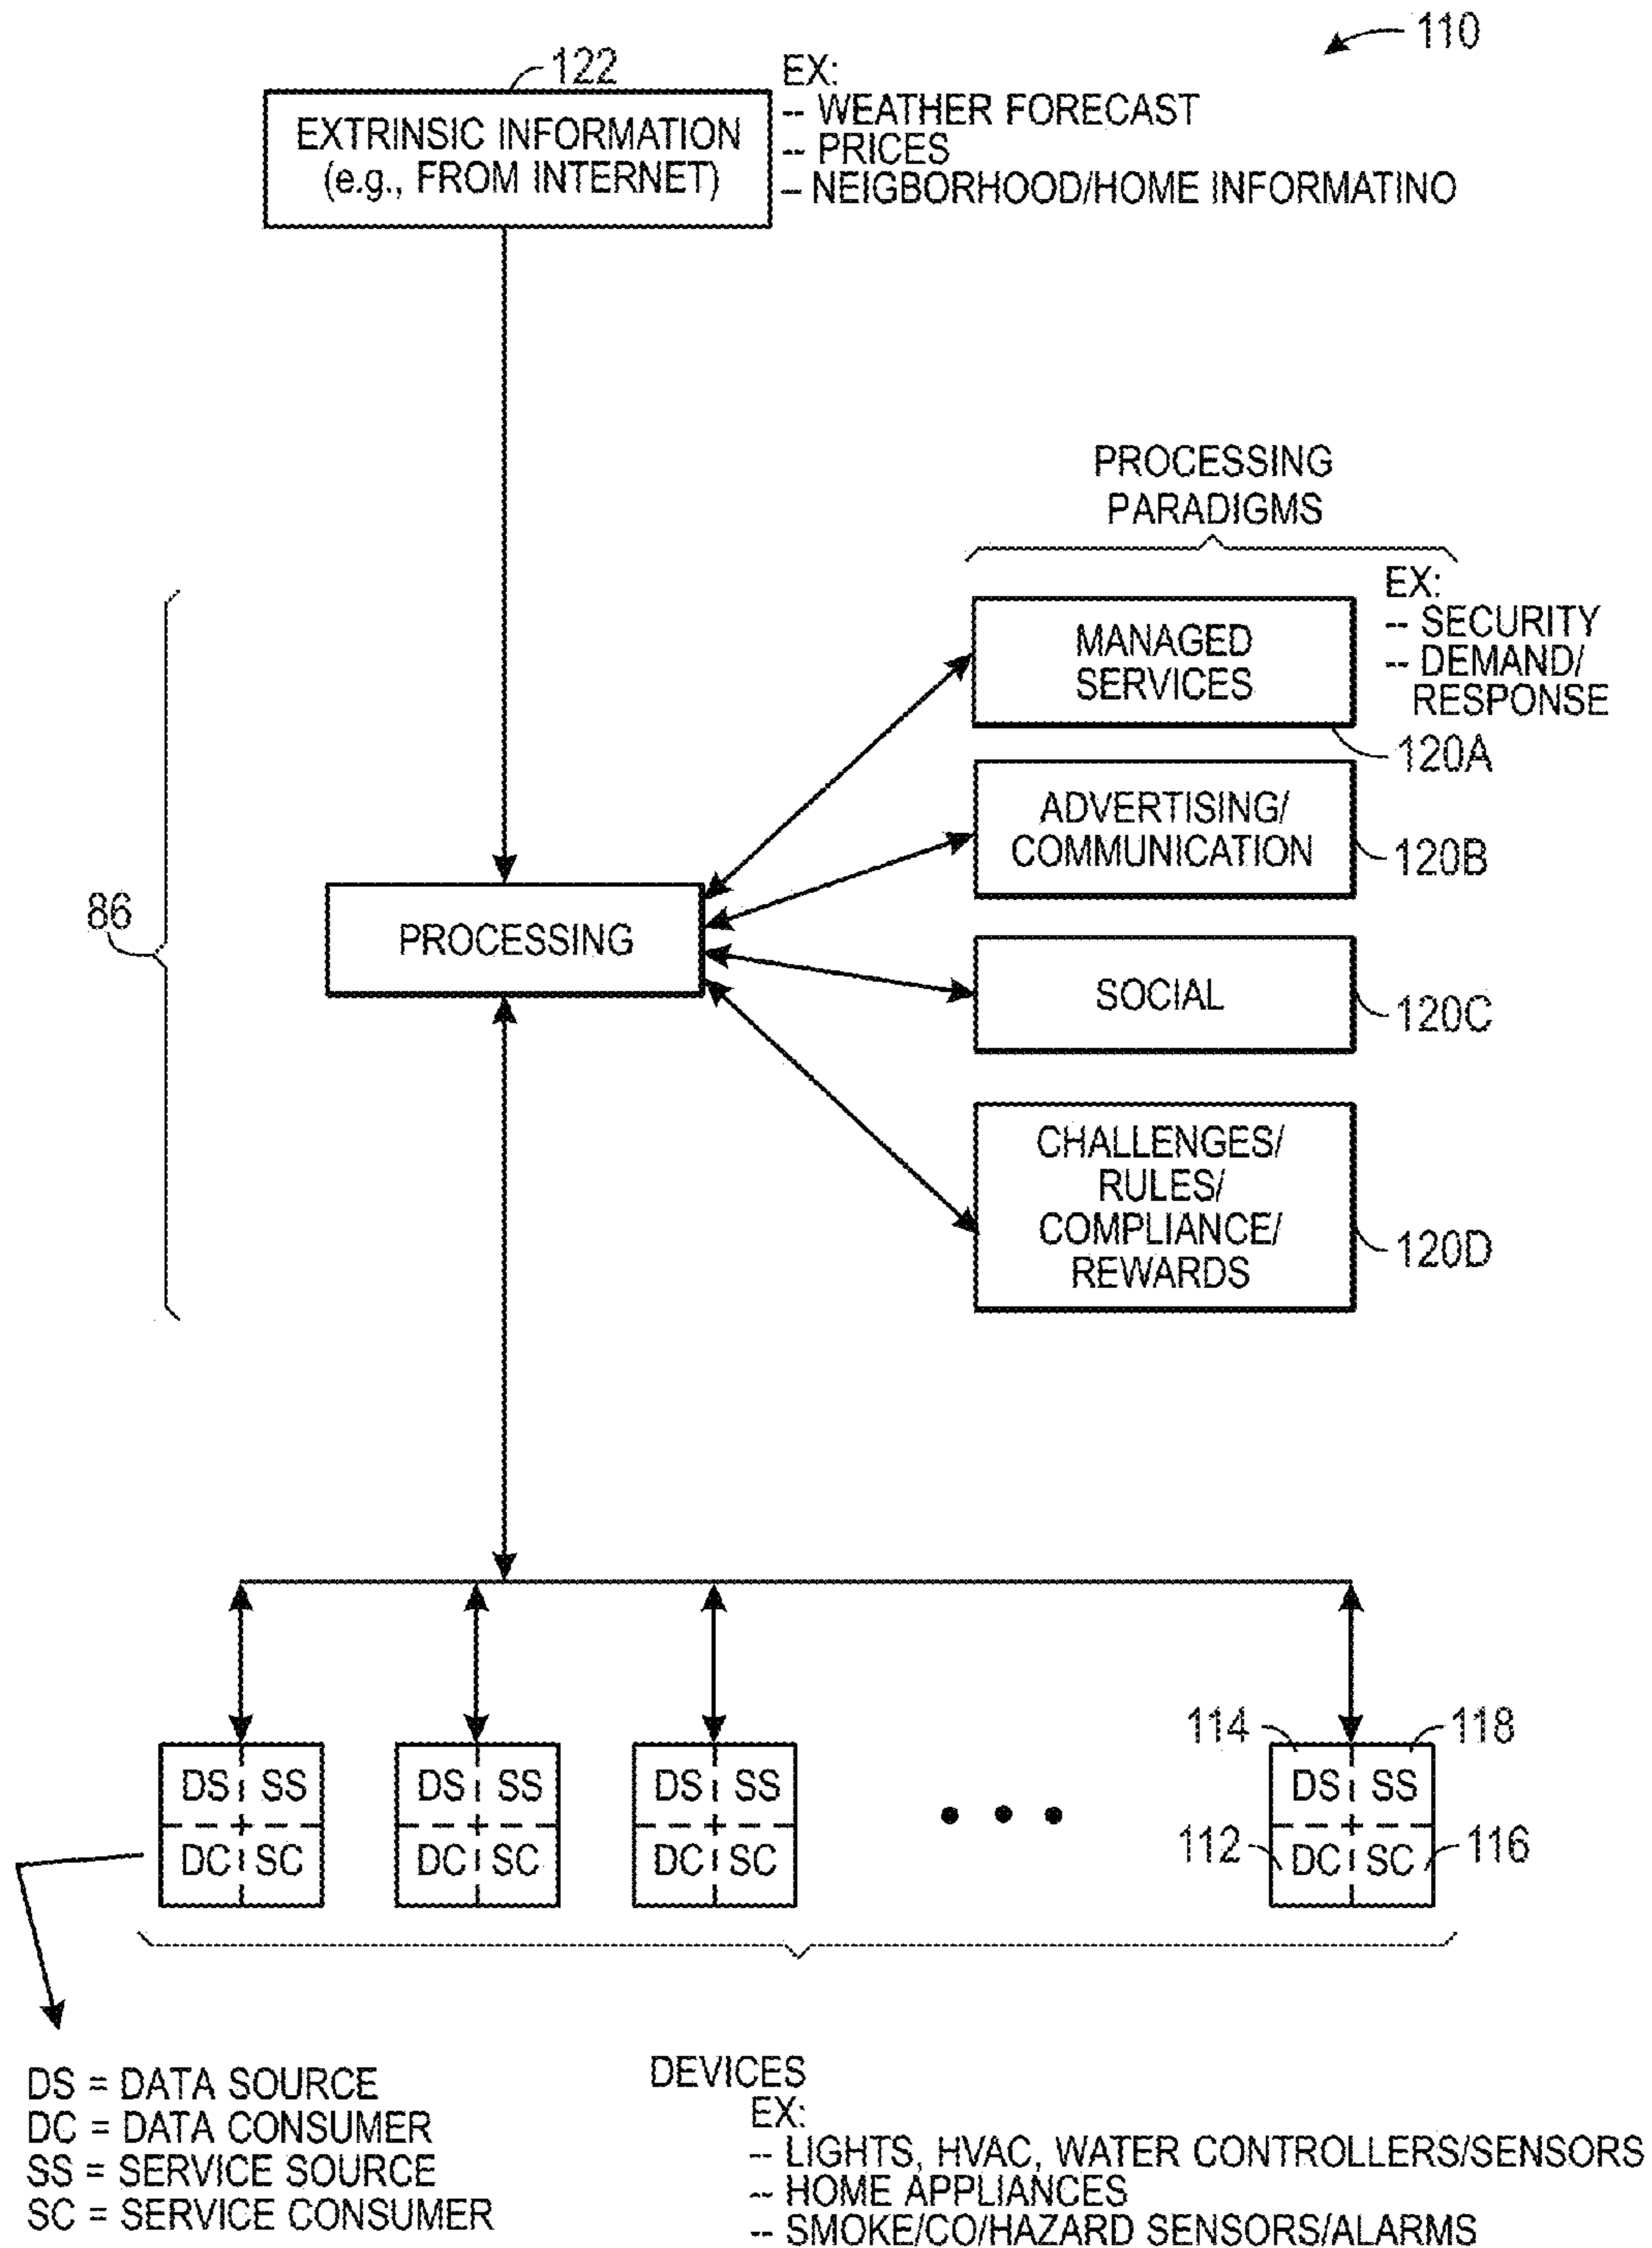 110
122
EXTRINSIC INFORMATION
(e.g., FROM INTERNET)
EX:
-- WEATHER FORECAST
-- PRICES
– NEIGBORHOOD/HOME INFORMATINO
PROCESSING
PARADIGMS
MANAGED
SERVICES
EX:
-- SECURITY
-- DEMAND/
RESPONSE
120A
ADVERTISING/
COMMUNICATION
120B
86
PROCESSING
SOCIAL
120C
CHALLENGES/
RULES/
COMPLIANCE/
REWARDS
120D
114
118
DS SS
DC SC
DS SS
DC SC
DS SS
DC SC
• • •
DS SS
DC SC
112
116
DS = DATA SOURCE
DC = DATA CONSUMER
SS = SERVICE SOURCE
SC = SERVICE CONSUMER
DEVICES
EX:
-- LIGHTS, HVAC, WATER CONTROLLERS/SENSORS
-- HOME APPLIANCES
-- SMOKE/CO/HAZARD SENSORS/ALARMS